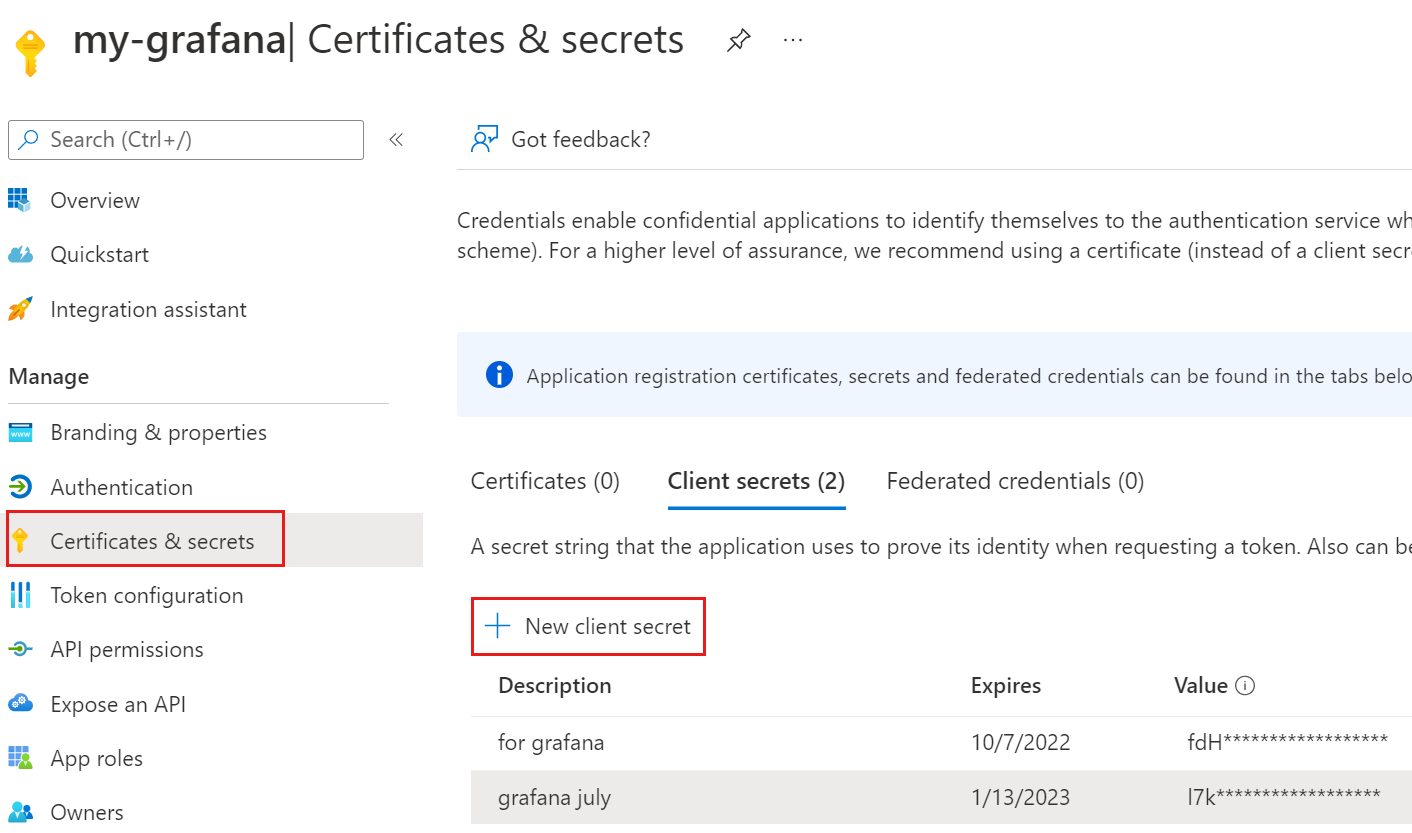 my-grafana| Certificates & secrets
Search (Ctrl+/)
Overview
Quickstart
Integration assistant
Manage
Branding & properties
www
Authentication
Certificates & secrets
Token configuration
API permissions
Expose an API
App roles
Owners
Got feedback?
Credentials enable confidential applications to identify themselves to the authentication service wh
scheme). For a higher level of assurance, we recommend using a certificate (instead of a client secr
Application registration certificates, secrets and federated credentials can be found in the tabs belo
Certificates (0) Client secrets (2) Federated credentials (0)
A secret string that the application uses to prove its identity when requesting a token. Also can be
New client secret
Description Expires Value
for grafana 10/7/2022 fdH******************
grafana july 1/13/2023 l7k******************